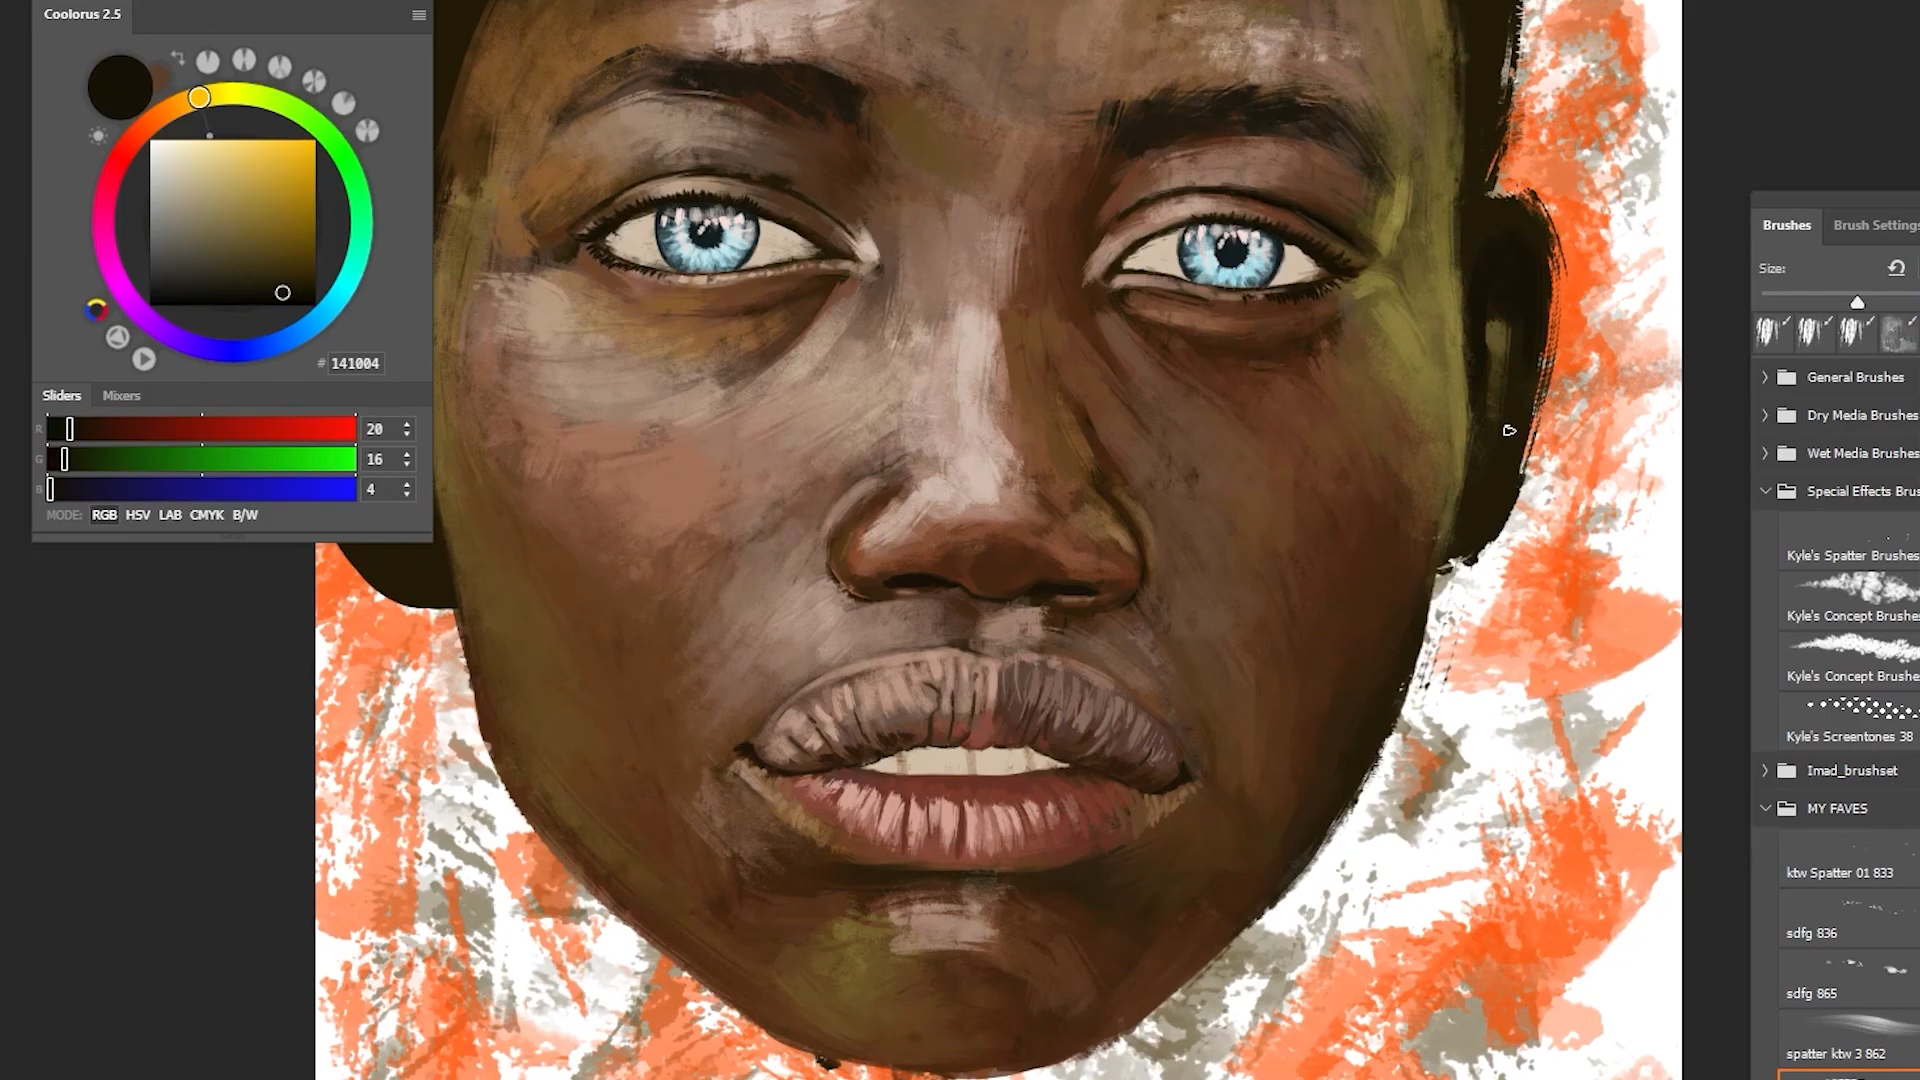 Coolorus 2.5
# 141004
Sliders Mixers
R 20
G 16
B 4
MODE: RGB HSV LAB CMYK B/W
Brushes Brush Settings
Size:
General Brushes
Dry Media Brushes
Wet Media Brushes
Special Effects Brus
Kyle's Spatter Brushes
Kyle's Concept Brushe
Kyle's Concept Brushe
Kyle's Screentones 38
Imad_brushset
MY FAVES
ktw Spatter 01 833
sdfg 836
sdfg 865
spatter ktw 3 862